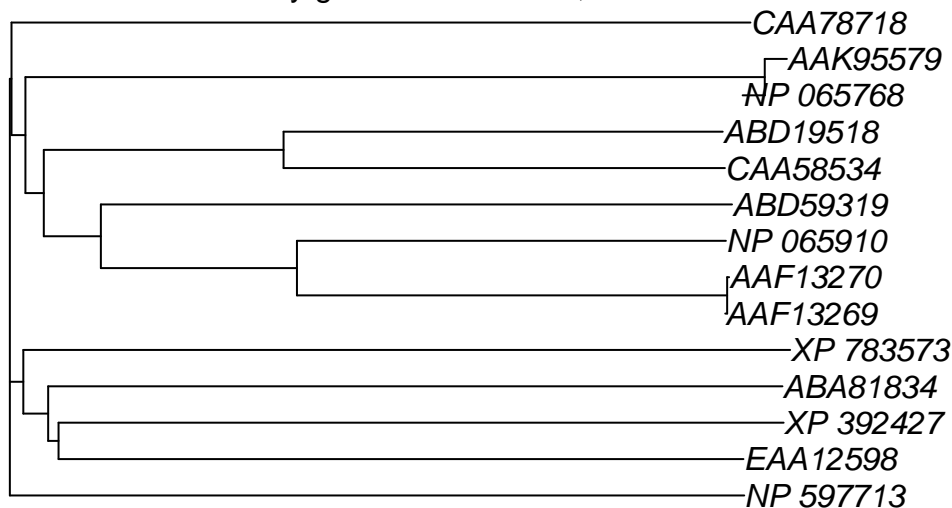 CAA78718
AAK95579
NP 065768
ABD19518
CAA58534
ABD59319
NP 065910
AAF13270
AAF13269
XP 783573
ABA81834
XP 392427
EAA12598
NP 597713